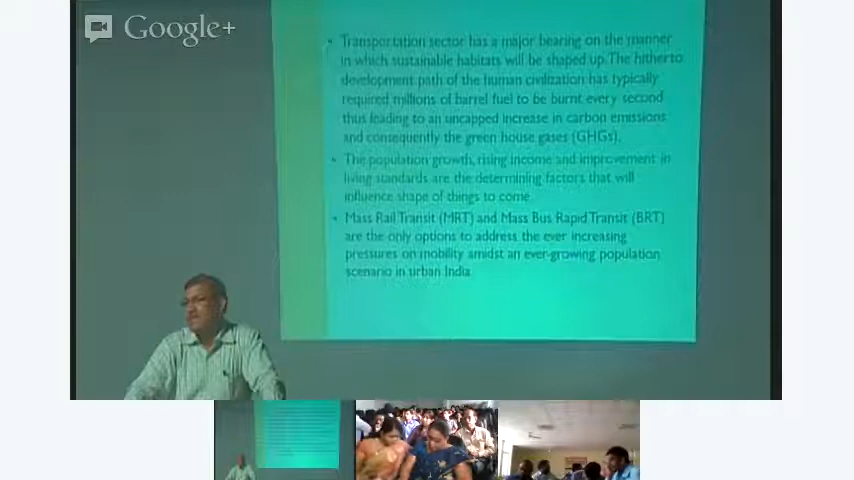 Google+
• Transportation sector has a major bearing on the manner
in which sustainable habitats will be shaped up. The hitherto
development path of the human civilization has typically
required millions of barrel fuel to be burnt every second
thus leading to an uncapped increase in carbon emissions
and consequently the green house gases (GHGs).
• The population growth, rising income and improvement in
living standards are the determining factors that will
influence shape of things to come.
• Mass Rail Transit (MRT) and Mass Bus Rapid Transit (BRT)
are the only options to address the ever increasing
pressures on mobility amidst an ever-growing population
scenario in urban India.